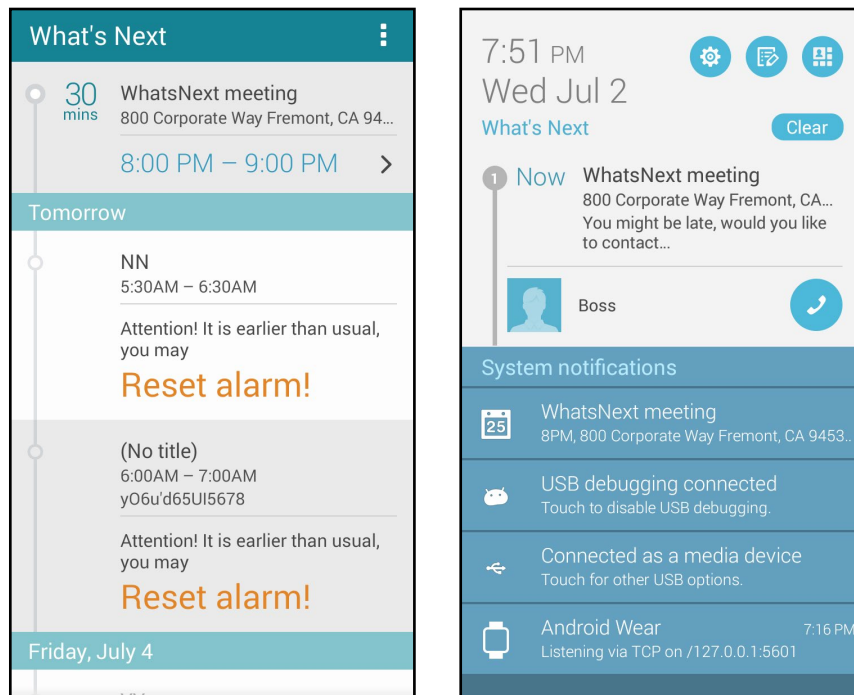 What's Next
30
mins
WhatsNext meeting
800 Corporate Way Fremont, CA 94...
8:00 PM – 9:00 PM
Tomorrow
NN
5:30AM – 6:30AM
Attention! It is earlier than usual,
you may
Reset alarm!
(No title)
6:00AM – 7:00AM
yO6u'd65UI5678
Attention! It is earlier than usual,
you may
Reset alarm!
Friday, July 4
7:51 PM
Wed Jul 2
What's Next
Clear
1
Now
WhatsNext meeting
800 Corporate Way Fremont, CA...
You might be late, would you like
to contact...
Boss
System notifications
25
WhatsNext meeting
8PM, 800 Corporate Way Fremont, CA 9453..
USB debugging connected
Touch to disable USB debugging.
Connected as a media device
Touch for other USB options.
Android Wear
7:16 PM
Listening via TCP on /127.0.0.1:5601